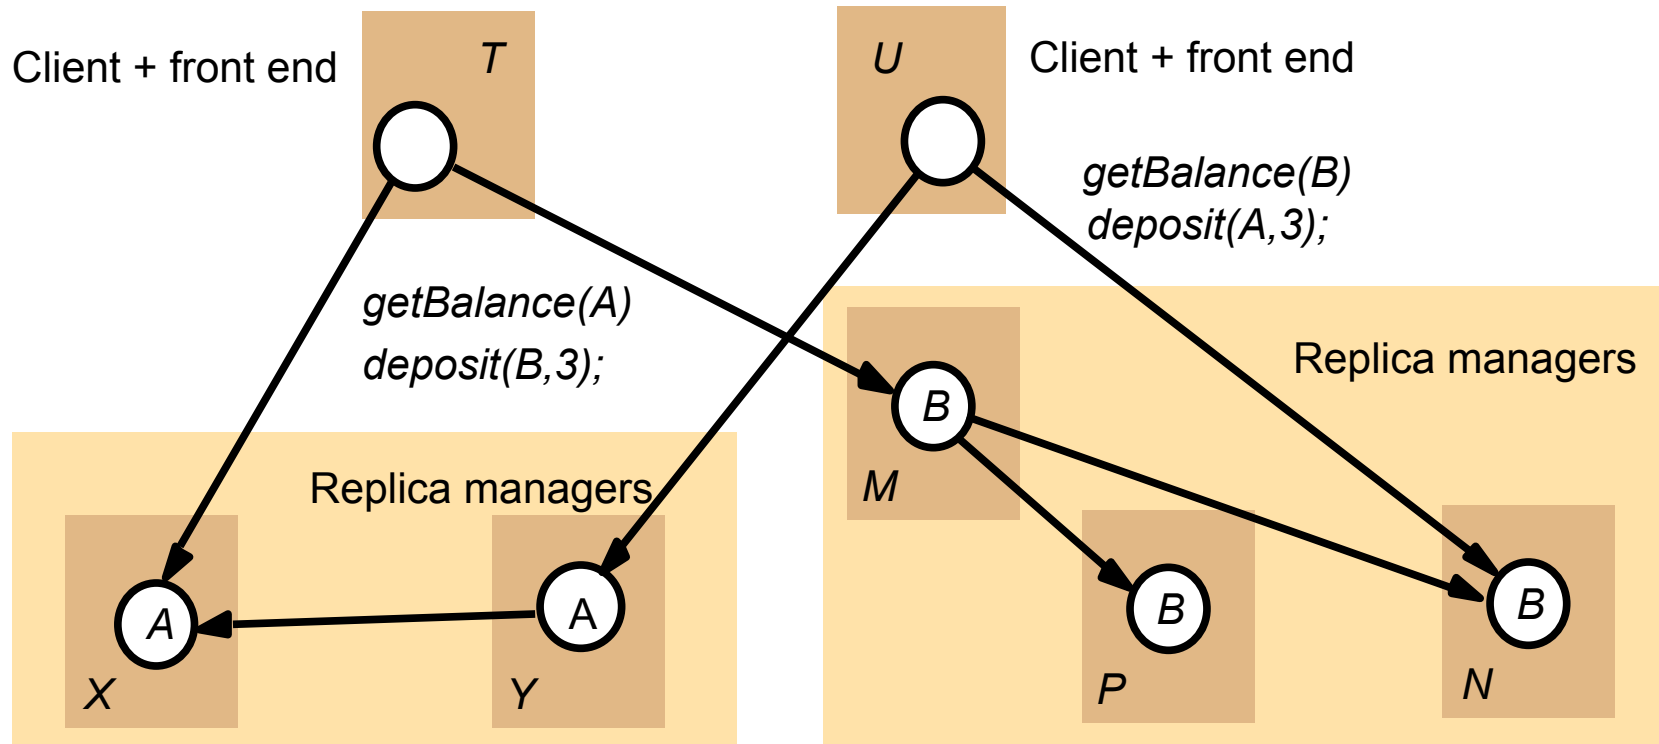 Client + front end
T
U
Client + front end
getBalance(B)
deposit(A,3);
getBalance(A)
deposit(B,3);
Replica managers
B
M
Replica managers
A
X
A
Y
B
P
B
N